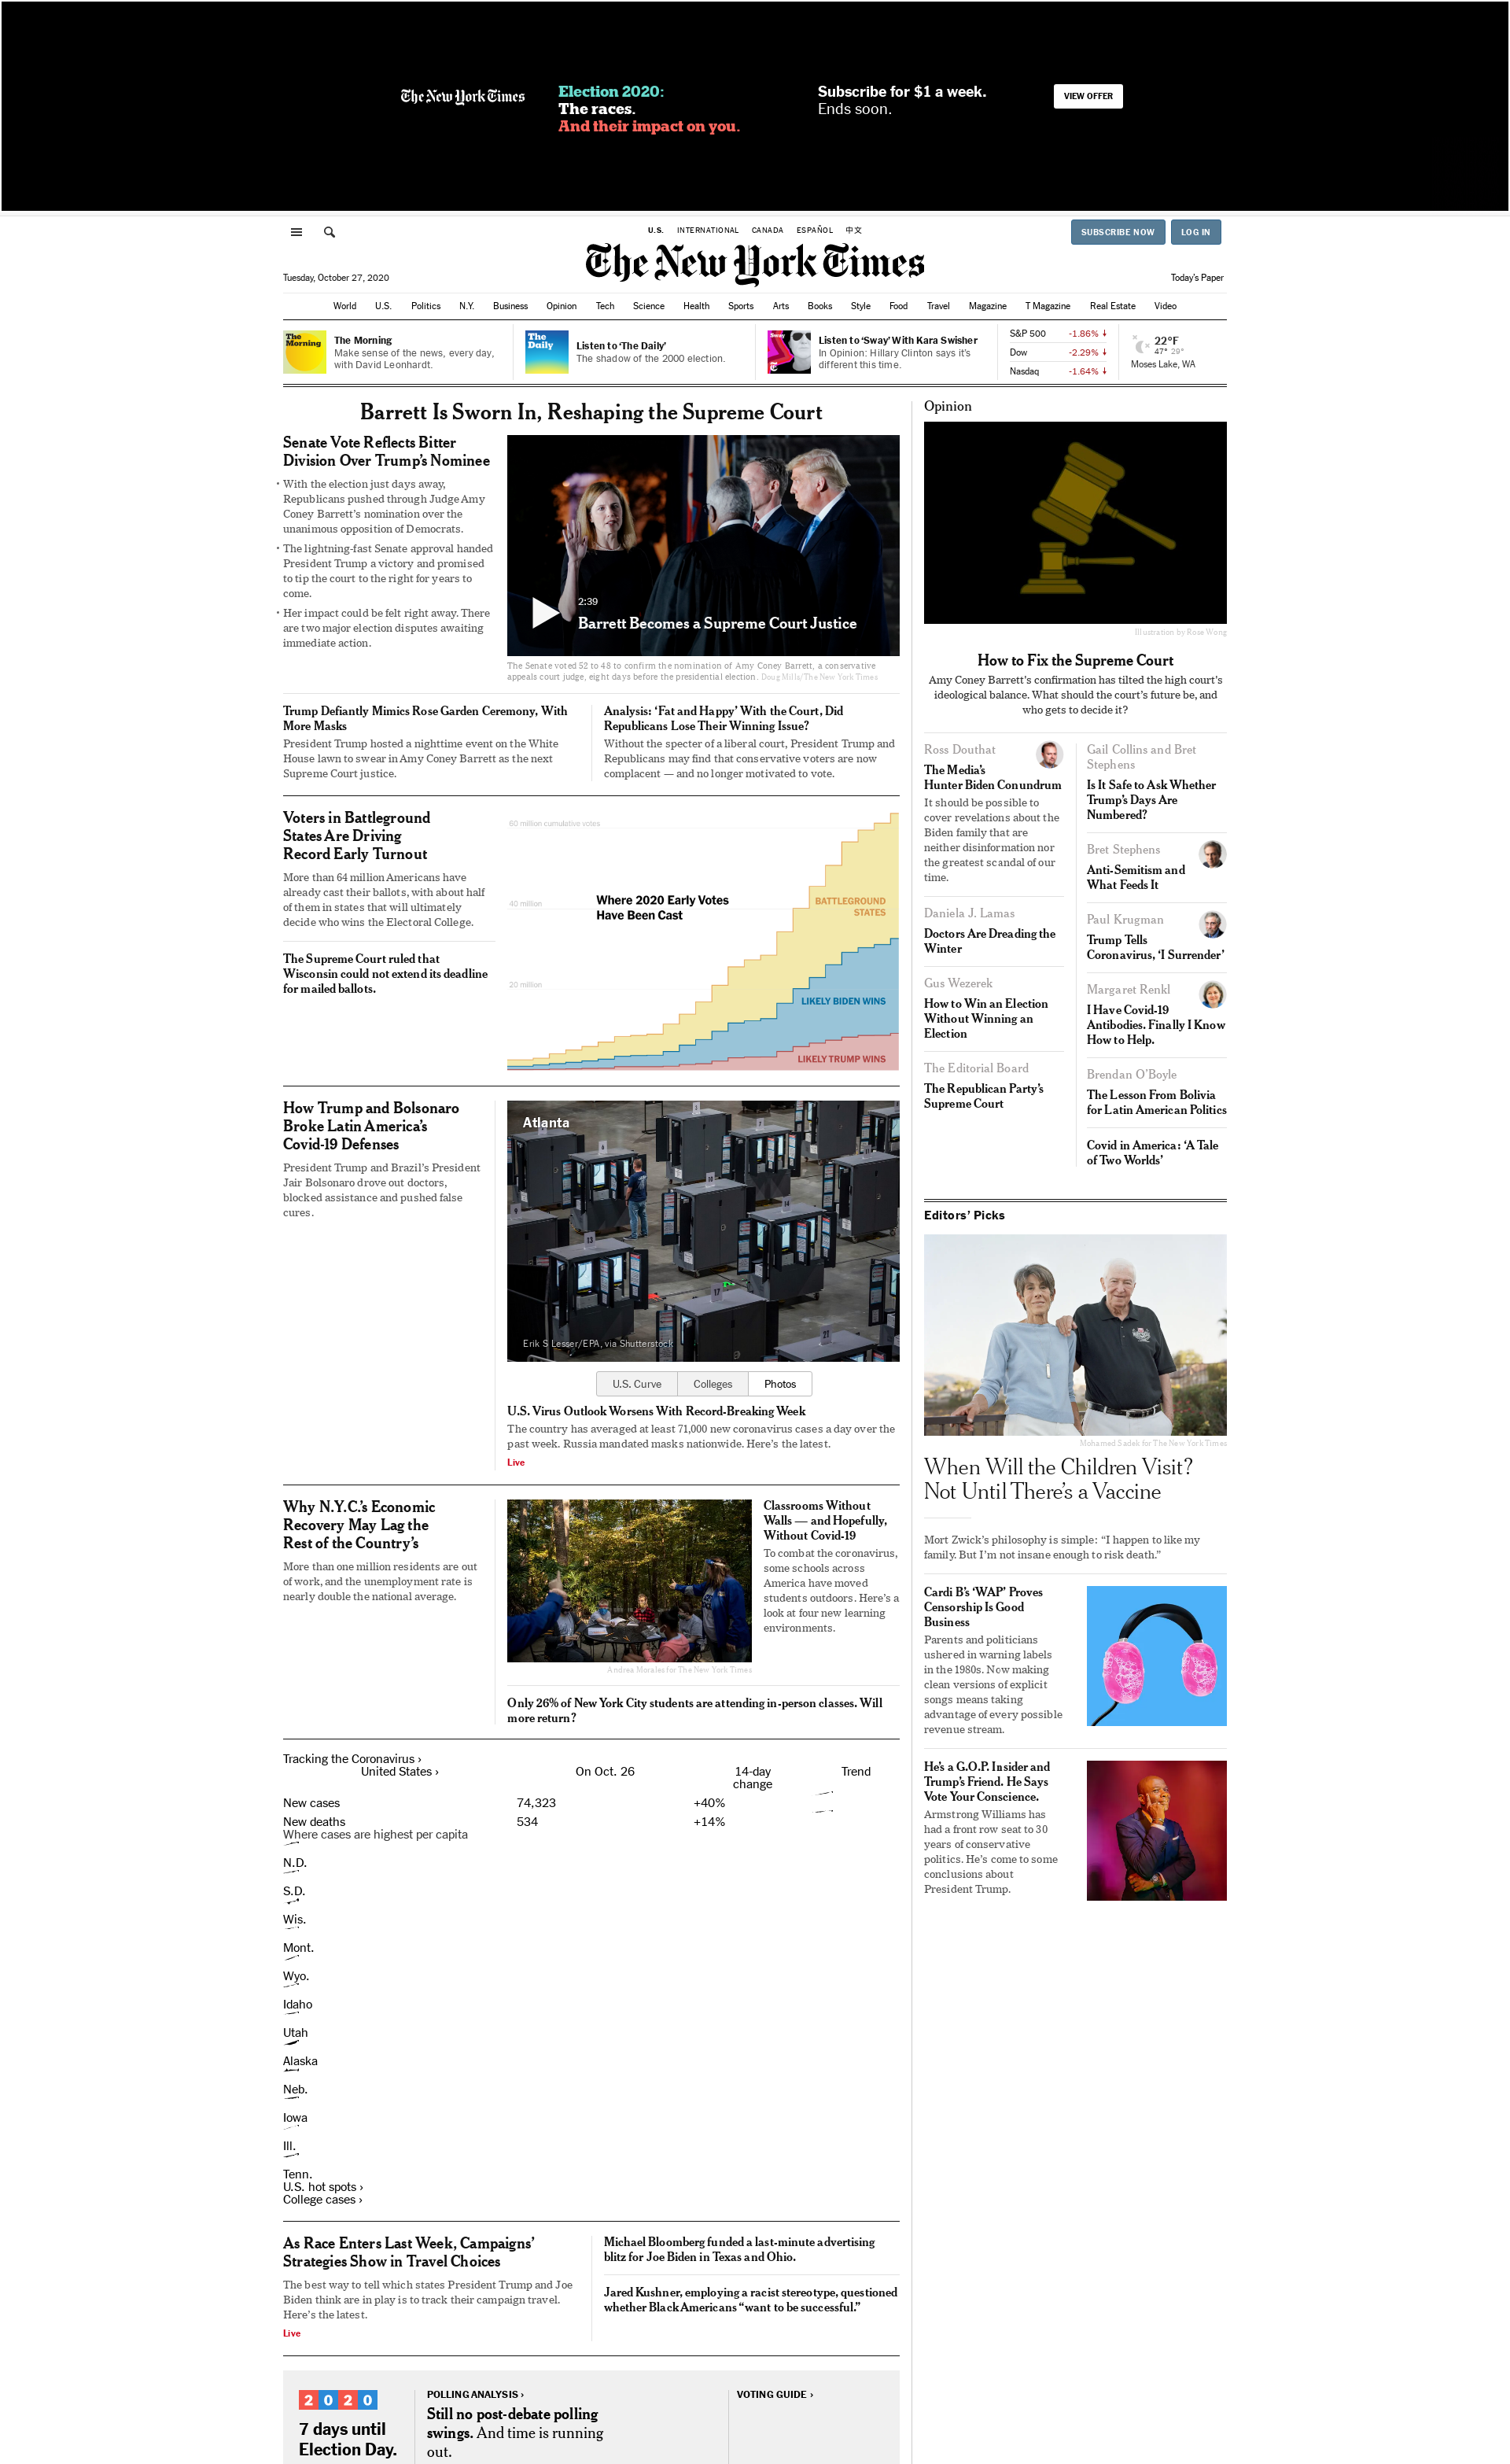 The New York Times
Election 2020:
The races.
And their impact on you.
Subscribe for $1 a week.
Ends soon.
VIEW OFFER
U.S. INTERNATIONAL CANADA ESPAÑOL 中文
SUBSCRIBE NOW LOG IN
The New York Times
Tuesday, October 27, 2020
Today's Paper
World U.S. Politics N.Y. Business Opinion Tech Science Health Sports Arts Books Style Food Travel Magazine T Magazine Real Estate Video
The Morning
The Morning
Make sense of the news, every day,
with David Leonhardt.
The Daily
Listen to ‘The Daily’
The shadow of the 2000 election.
Sway
Listen to ‘Sway’ With Kara Swisher
In Opinion: Hillary Clinton says it’s
different this time.
S&P 500 -1.86%
Dow -2.29%
Nasdaq -1.64%
22°F
47° 29°
Moses Lake, WA
Barrett Is Sworn In, Reshaping the Supreme Court
Senate Vote Reflects Bitter
Division Over Trump’s Nominee
• With the election just days away,
Republicans pushed through Judge Amy
Coney Barrett’s nomination over the
unanimous opposition of Democrats.
• The lightning-fast Senate approval handed
President Trump a victory and promised
to tip the court to the right for years to
come.
• Her impact could be felt right away. There
are two major election disputes awaiting
immediate action.
2:39
Barrett Becomes a Supreme Court Justice
The Senate voted 52 to 48 to confirm the nomination of Amy Coney Barrett, a conservative
appeals court judge, eight days before the presidential election. Doug Mills/The New York Times
Trump Defiantly Mimics Rose Garden Ceremony, With
More Masks
President Trump hosted a nighttime event on the White
House lawn to swear in Amy Coney Barrett as the next
Supreme Court justice.
Analysis: ‘Fat and Happy’ With the Court, Did
Republicans Lose Their Winning Issue?
Without the specter of a liberal court, President Trump and
Republicans may find that conservative voters are now
complacent — and no longer motivated to vote.
Voters in Battleground
States Are Driving
Record Early Turnout
More than 64 million Americans have
already cast their ballots, with about half
of them in states that will ultimately
decide who wins the Electoral College.
The Supreme Court ruled that
Wisconsin could not extend its deadline
for mailed ballots.
60 million cumulative votes
40 million
20 million
Where 2020 Early Votes
Have Been Cast
BATTLEGROUND
STATES
LIKELY BIDEN WINS
LIKELY TRUMP WINS
How Trump and Bolsonaro
Broke Latin America’s
Covid-19 Defenses
President Trump and Brazil’s President
Jair Bolsonaro drove out doctors,
blocked assistance and pushed false
cures.
Atlanta
13
14
17
21
Erik S Lesser/EPA, via Shutterstock
U.S. Curve Colleges Photos
U.S. Virus Outlook Worsens With Record-Breaking Week
The country has averaged at least 71,000 new coronavirus cases a day over the
past week. Russia mandated masks nationwide. Here’s the latest.
Live
Why N.Y.C.’s Economic
Recovery May Lag the
Rest of the Country’s
More than one million residents are out
of work, and the unemployment rate is
nearly double the national average.
Andrea Morales for The New York Times
Classrooms Without
Walls — and Hopefully,
Without Covid-19
To combat the coronavirus,
some schools across
America have moved
students outdoors. Here’s a
look at four new learning
environments.
Only 26% of New York City students are attending in-person classes. Will
more return?
Tracking the Coronavirus ›
United States › On Oct. 26 14-day
change Trend
New cases 74,323 +40%
New deaths 534 +14%
Where cases are highest per capita
N.D.
S.D.
Wis.
Mont.
Wyo.
Idaho
Utah
Alaska
Neb.
Iowa
Ill.
Tenn.
U.S. hot spots ›
College cases ›
As Race Enters Last Week, Campaigns’
Strategies Show in Travel Choices
The best way to tell which states President Trump and Joe
Biden think are in play is to track their campaign travel.
Here’s the latest.
Live
Michael Bloomberg funded a last-minute advertising
blitz for Joe Biden in Texas and Ohio.
Jared Kushner, employing a racist stereotype, questioned
whether Black Americans “want to be successful.”
2020
7 days until
Election Day.
POLLING ANALYSIS ›
Still no post-debate polling
swings. And time is running
out.
VOTING GUIDE ›
Opinion
Illustration by Rose Wong
How to Fix the Supreme Court
Amy Coney Barrett’s confirmation has tilted the high court’s
ideological balance. What should the court’s future be, and
who gets to decide it?
Ross Douthat
The Media’s
Hunter Biden Conundrum
It should be possible to
cover revelations about the
Biden family that are
neither disinformation nor
the greatest scandal of our
time.
Daniela J. Lamas
Doctors Are Dreading the
Winter
Gus Wezerek
How to Win an Election
Without Winning an
Election
The Editorial Board
The Republican Party’s
Supreme Court
Gail Collins and Bret
Stephens
Is It Safe to Ask Whether
Trump’s Days Are
Numbered?
Bret Stephens
Anti-Semitism and
What Feeds It
Paul Krugman
Trump Tells
Coronavirus, ‘I Surrender’
Margaret Renkl
I Have Covid-19
Antibodies. Finally I Know
How to Help.
Brendan O’Boyle
The Lesson From Bolivia
for Latin American Politics
Covid in America: ‘A Tale
of Two Worlds’
Editors’ Picks
Mohamed Sadek for The New York Times
When Will the Children Visit?
Not Until There’s a Vaccine
Mort Zwick’s philosophy is simple: “I happen to like my
family. But I’m not insane enough to risk death.”
Cardi B’s ‘WAP’ Proves
Censorship Is Good
Business
Parents and politicians
ushered in warning labels
in the 1980s. Now making
clean versions of explicit
songs means taking
advantage of every possible
revenue stream.
He’s a G.O.P. Insider and
Trump’s Friend. He Says
Vote Your Conscience.
Armstrong Williams has
had a front row seat to 30
years of conservative
politics. He’s come to some
conclusions about
President Trump.